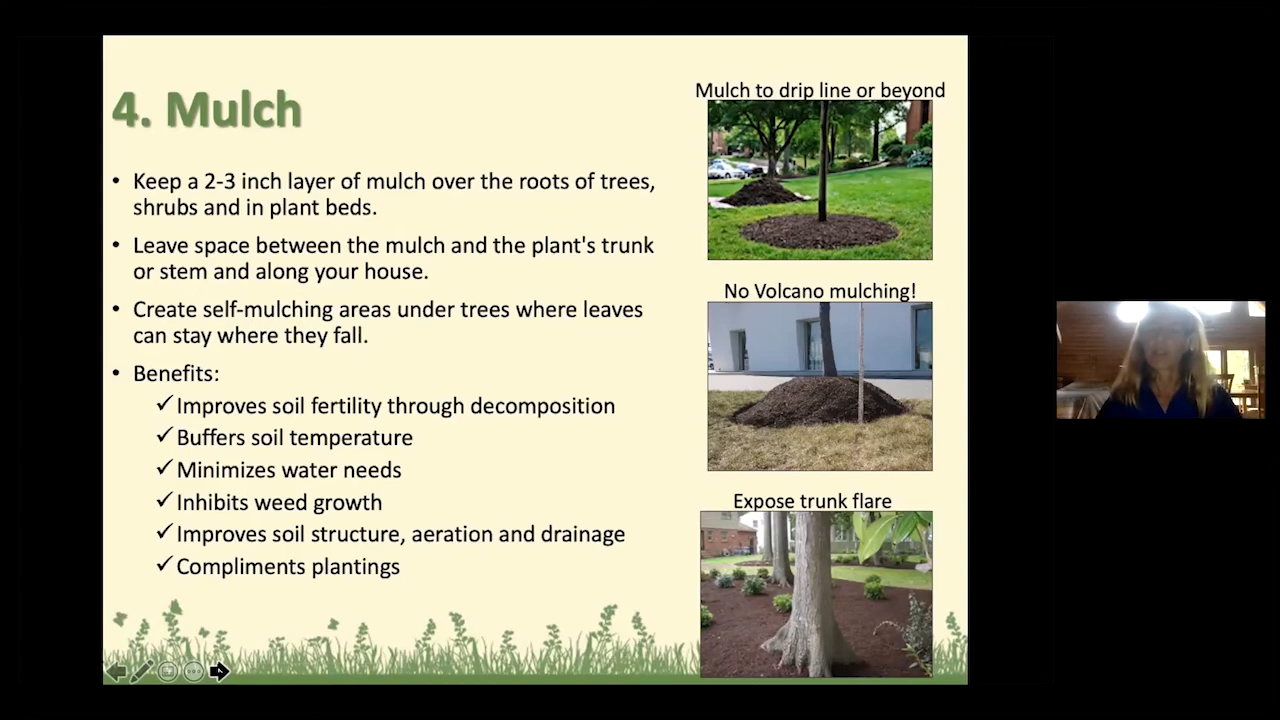 4. Mulch
• Keep a 2-3 inch layer of mulch over the roots of trees,
shrubs and in plant beds.
• Leave space between the mulch and the plant's trunk
or stem and along your house.
• Create self-mulching areas under trees where leaves
can stay where they fall.
• Benefits:
✓Improves soil fertility through decomposition
✓Buffers soil temperature
✓Minimizes water needs
✓Inhibits weed growth
✓Improves soil structure, aeration and drainage
✓Compliments plantings
Mulch to drip line or beyond
No Volcano mulching!
Expose trunk flare